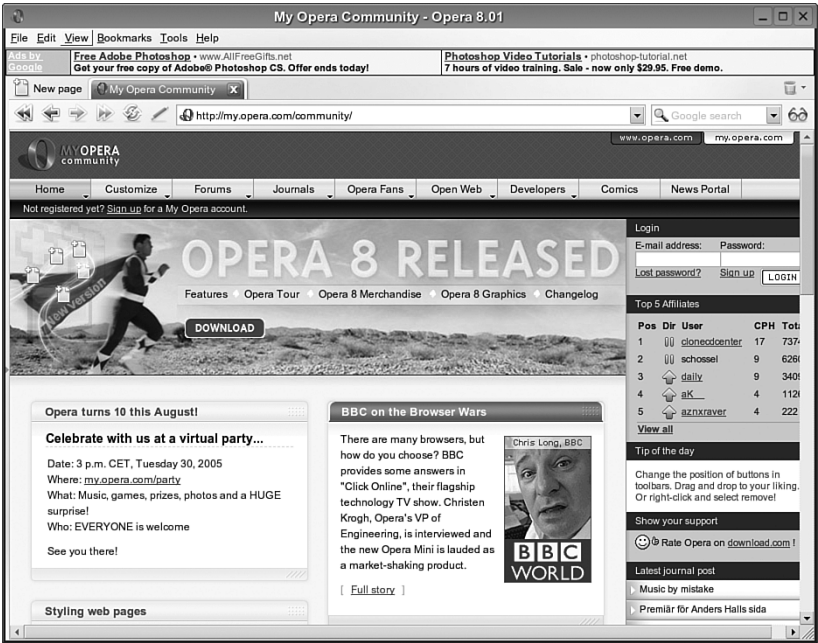 My Opera Community - Opera 8.01
File Edit View Bookmarks Tools Help
Ads by Google
Free Adobe Photoshop • www.AllFreeGifts.net
Get your free copy of Adobe® Photoshop CS. Offer ends today!
Photoshop Video Tutorials • photoshop-tutorial.net
7 hours of video training. Sale - now only $29.95. Free demo.
New page
My Opera Community
http://my.opera.com/community/
Google search
MYOPERA
community
www.opera.com
my.opera.com
Home Customize Forums Journals Opera Fans Open Web Developers Comics News Portal
Not registered yet? Sign up for a My Opera account.
New version
OPERA 8 RELEASED
Features Opera Tour Opera 8 Merchandise Opera 8 Graphics Changelog
DOWNLOAD
Opera turns 10 this August!
Celebrate with us at a virtual party...
Date: 3 p.m. CET, Tuesday 30, 2005
Where: my.opera.com/party
What: Music, games, prizes, photos and a HUGE
surprise!
Who: EVERYONE is welcome
See you there!
Styling web pages
BBC on the Browser Wars
There are many browsers, but
how do you choose? BBC
provides some answers in
"Click Online", their flagship
technology TV show. Christen
Krogh, Opera's VP of
Engineering, is interviewed and
the new Opera Mini is lauded as
a market-shaking product.
[ Full story ]
Chris Long, BBC
BBC
WORLD
Login
E-mail address: Password:
Lost password? Sign up LOGIN
Top 5 Affiliates
Pos Dir User CPH Tota
1 clonecdcenter 17 737
2 schossel 9 626
3 daily 9 340
4 aK__ 4 112
5 aznxraver 4 222
View all
Tip of the day
Change the position of buttons in
toolbars. Drag and drop to your liking.
Or right-click and select remove!
Show your support
Rate Opera on download.com !
Latest journal post
Music by mistake
Premiär för Anders Halls sida